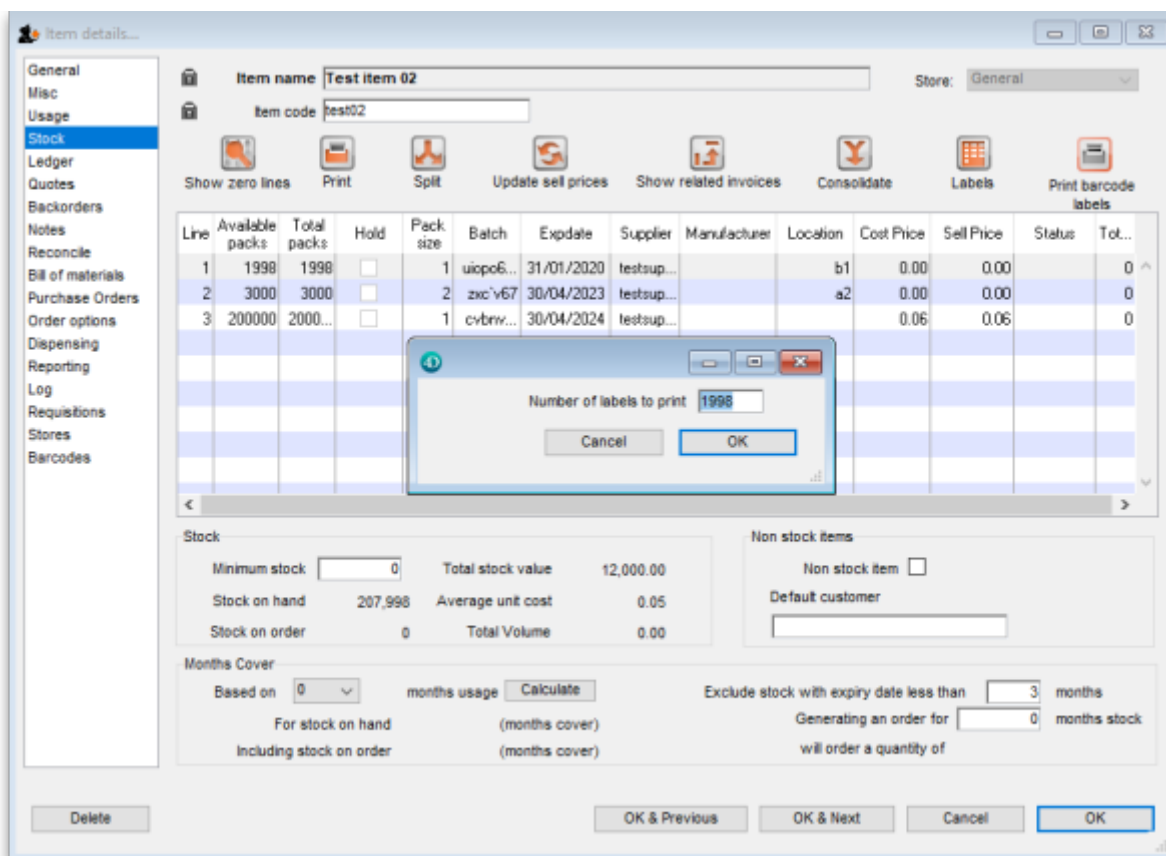 Item details...
General
Misc
Usage
Stock
Ledger
Quotes
Backorders
Notes
Reconcile
Bill of materials
Purchase Orders
Order options
Dispensing
Reporting
Log
Requisitions
Stores
Barcodes
Item name Test item 02 Store: General
Item code test02
Show zero lines Print Split Update sell prices Show related invoices Consolidate Labels Print barcode labels
Line Available packs Total packs Hold Pack size Batch Expdate Supplier Manufacturer Location Cost Price Sell Price Status Tot...
1 1998 1998 1 uiopo6... 31/01/2020 testsup... b1 0.00 0.00 0
2 3000 3000 2 zxc`v67 30/04/2023 testsup... a2 0.00 0.00 0
3 200000 2000... 1 cvbnv... 30/04/2024 testsup... 0.06 0.06 0
4D
Number of labels to print 1998
Cancel OK
Stock
Minimum stock 0 Total stock value 12,000.00
Stock on hand 207,998 Average unit cost 0.05
Stock on order 0 Total Volume 0.00
Non stock items
Non stock item
Default customer
Months Cover
Based on 0 months usage Calculate Exclude stock with expiry date less than 3 months
For stock on hand (months cover) Generating an order for 0 months stock
Including stock on order (months cover) will order a quantity of
Delete OK & Previous OK & Next Cancel OK